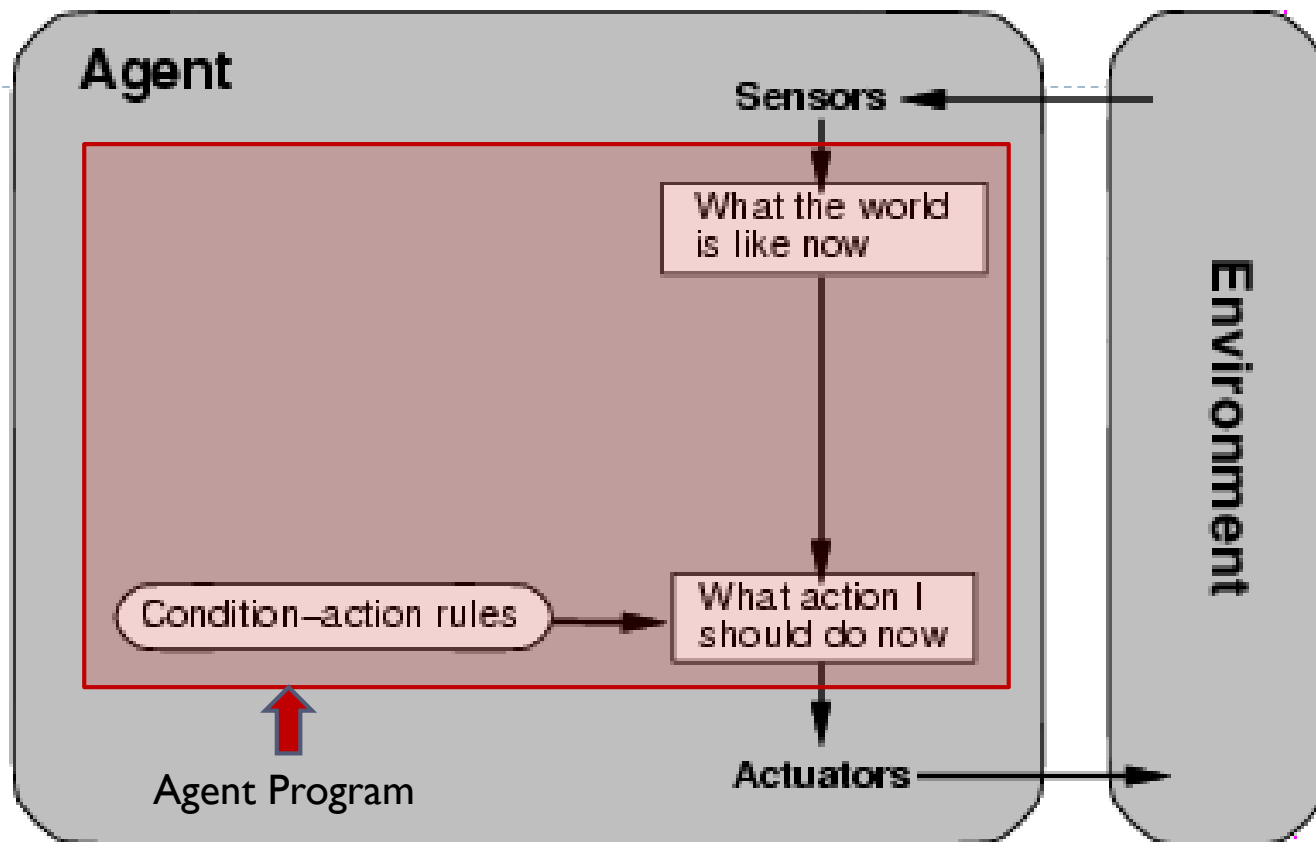 Agent
Sensors
What the world
is like now
Environment
Condition–action rules
What action I
should do now
Agent Program
Actuators